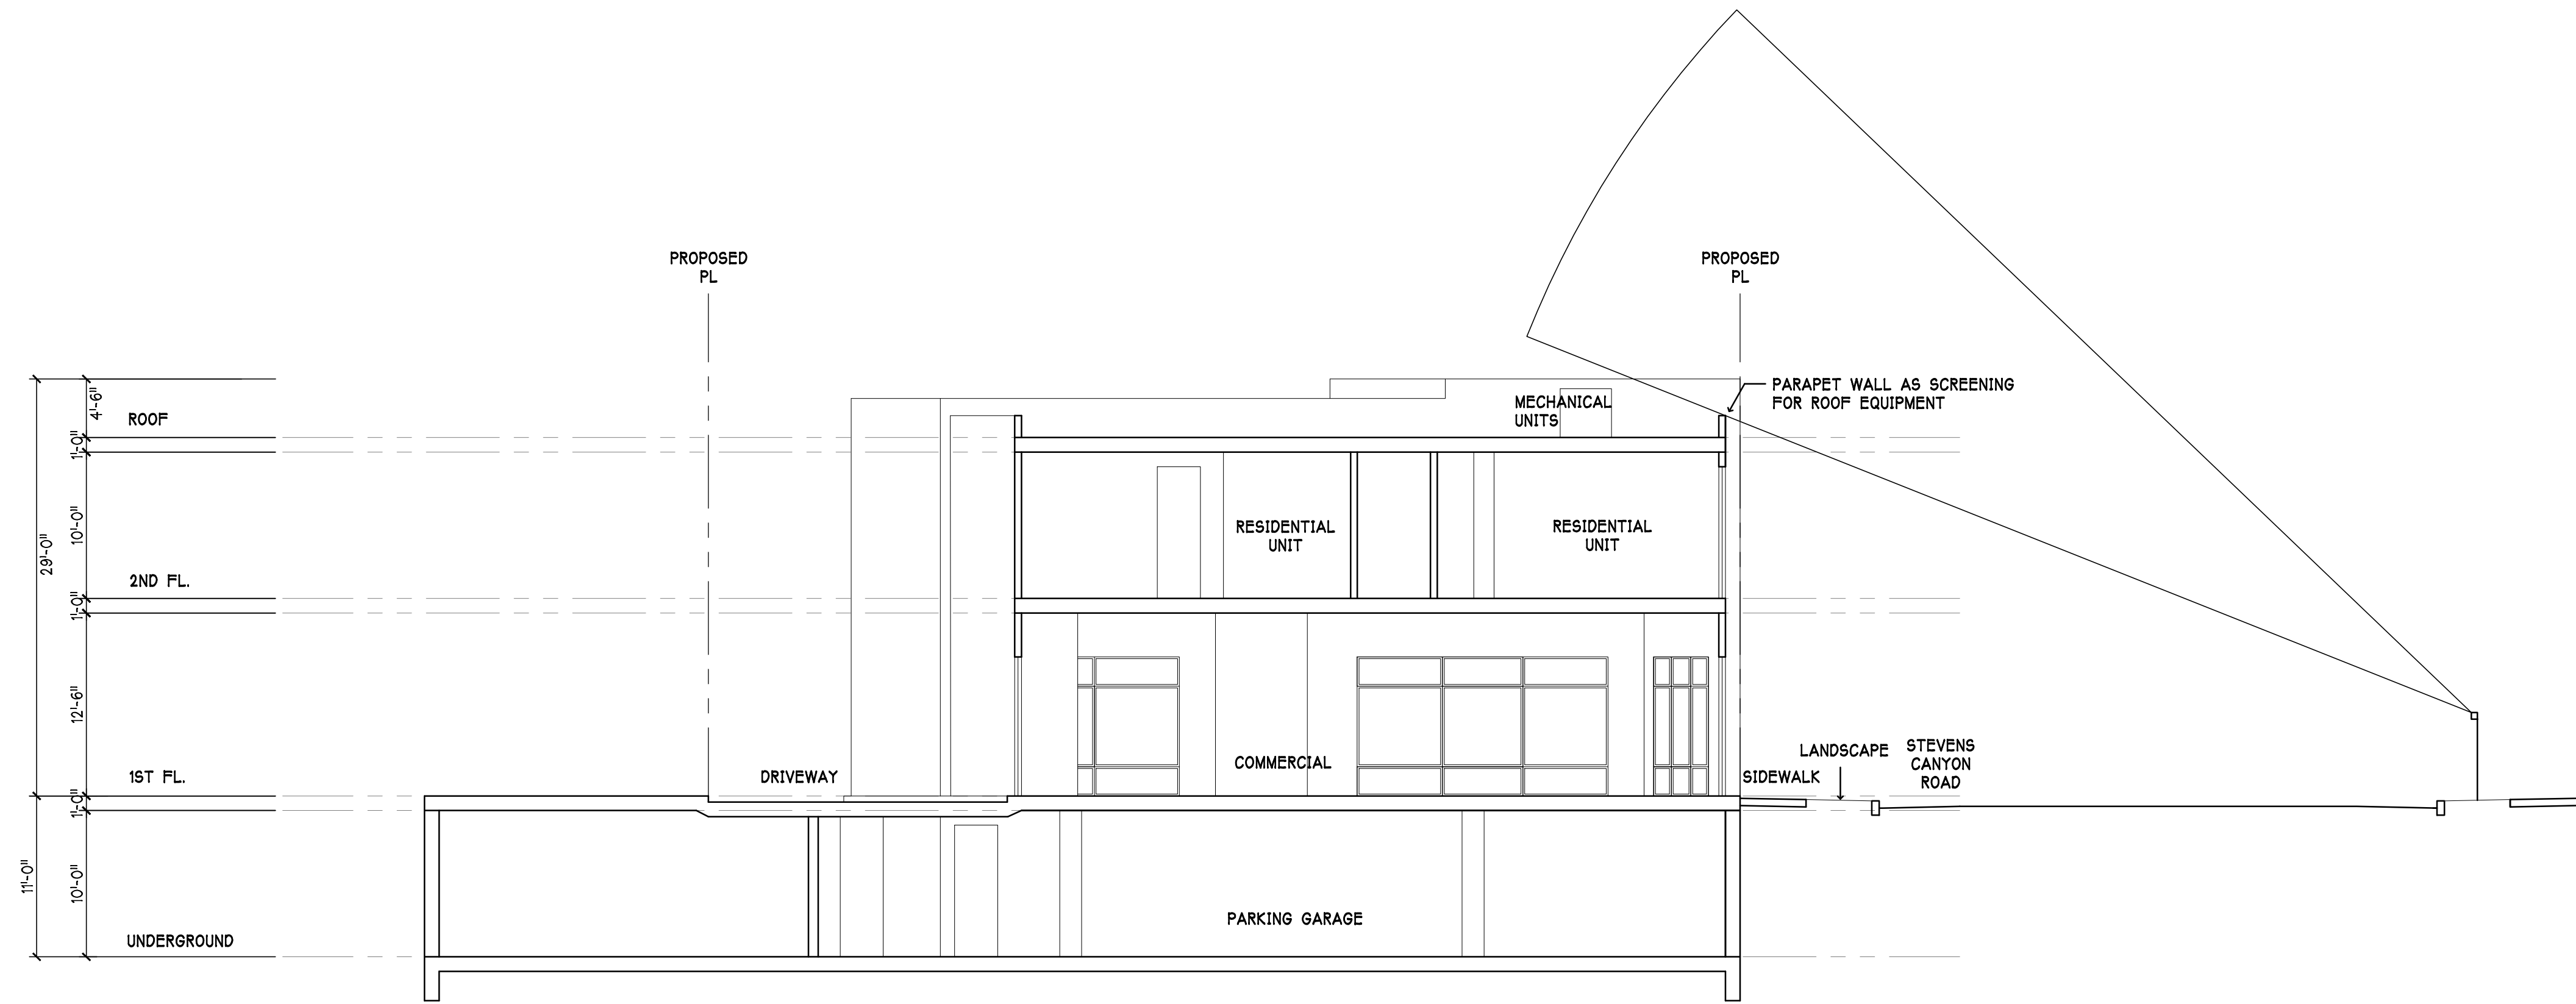 PROPOSED
PL
PROPOSED
PL
4'-6"
ROOF
MECHANICAL
UNITS
PARAPET WALL AS SCREENING
FOR ROOF EQUIPMENT
1'-0"
10'-0"
29'-0"
RESIDENTIAL
UNIT
RESIDENTIAL
UNIT
2ND FL.
1'-0"
12'-6"
1ST FL.
DRIVEWAY
COMMERCIAL
SIDEWALK
LANDSCAPE
STEVENS
CANYON
ROAD
1'-0"
11'-0"
10'-0"
PARKING GARAGE
UNDERGROUND